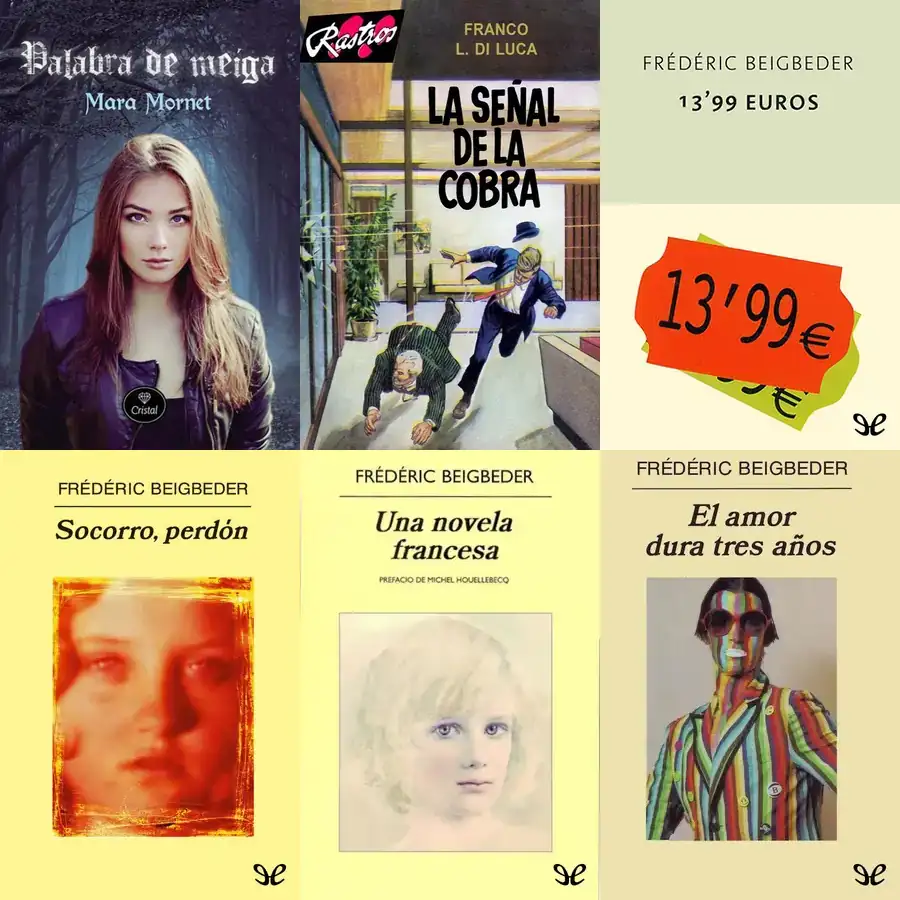 Palabra de meiga
Mara Mornet
Cristal
Rastros
FRANCO
L. DI LUCA
LA SEÑAL
DE LA
COBRA
FRÉDÉRIC BEIGBEDER
13’99 EUROS
13’99€
99€
FRÉDÉRIC BEIGBEDER
Socorro, perdón
FRÉDÉRIC BEIGBEDER
Una novela
francesa
PREFACIO DE MICHEL HOUELLEBECQ
FRÉDÉRIC BEIGBEDER
El amor
dura tres años
B